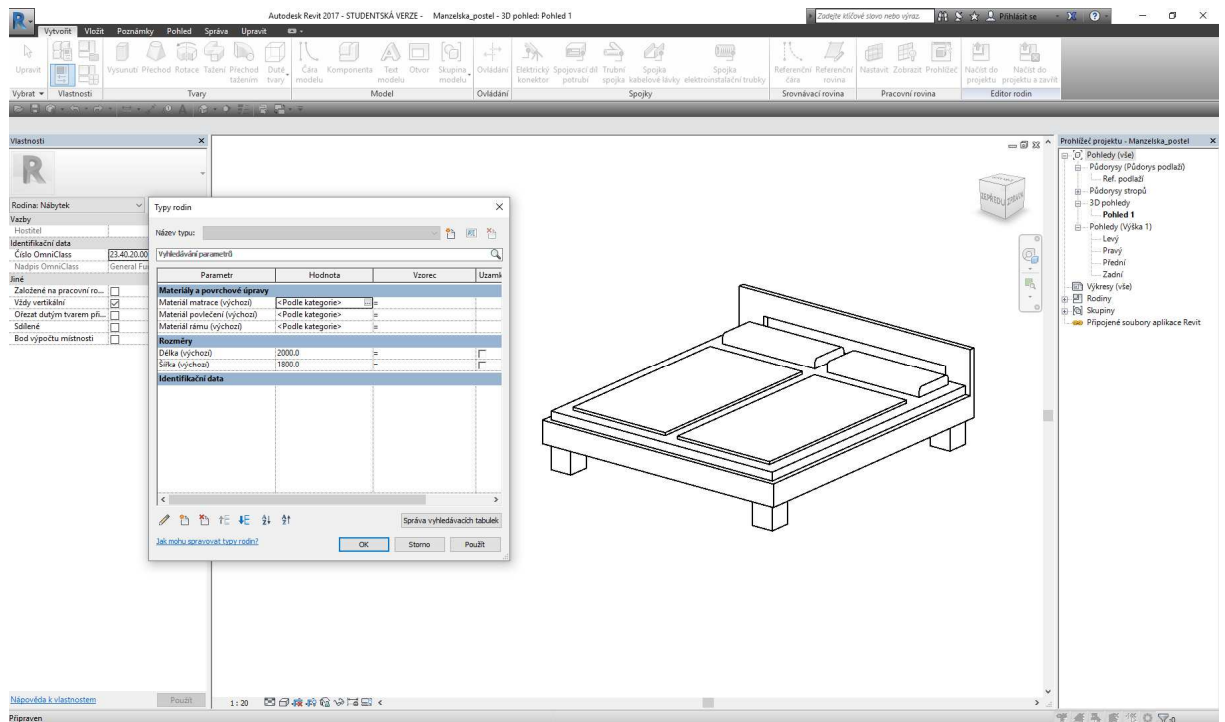 Autodesk Revit 2017 - STUDENTSKÁ VERZE - Manzelska_postel - 3D pohled: Pohled 1
Zadejte klíčové slovo nebo výraz.
Přihlásit se
Vytvořit Vložit Poznámky Pohled Správa Upravit
Upravit
Vysunutí Přechod Rotace Tažení Přechod tažením Duté tvary
Čára modelu Komponenta Text modelu Otvor Skupina modelu
Ovládání
Elektrický konektor Spojovací díl potrubí Trubní spojka Spojka kabelové lávky Spojka elektroinstalační trubky
Referenční čára Referenční rovina
Nastavit Zobrazit Prohlížeč
Načíst do projektu Načíst do projektu a zavřít
Vybrat Vlastnosti Tvary Model Ovládání Spojky Srovnávací rovina Pracovní rovina Editor rodin
Vlastnosti
Rodina: Nábytek
Vazby
Hostitel
Identifikační data
Číslo OmniClass 23.40.20.00
Nadpis OmniClass General Fu
Jiné
Založené na pracovní ro...
Vždy vertikální
Ořezat dutým tvarem při...
Sdílené
Bod výpočtu místnosti
Nápověda k vlastnostem
Použít
Typy rodin
Název typu:
Vyhledávání parametrů
Parametr Hodnota Vzorec Uzamk
Materiály a povrchové úpravy
Materiál matrace (výchozí) <Podle kategorie> =
Materiál povlečení (výchozí) <Podle kategorie> =
Materiál rámu (výchozí) <Podle kategorie> =
Rozměry
Délka (výchozí) 2000.0 =
Šířka (výchozí) 1800.0 =
Identifikační data
Správa vyhledávacích tabulek
Jak mohu spravovat typy rodin?
OK Storno Použít
1 : 20
Prohlížeč projektu - Manzelska_postel
Pohledy (vše)
Půdorysy (Půdorys podlaží)
Ref. podlaží
Půdorysy stropů
3D pohledy
Pohled 1
Pohledy (Výška 1)
Levý
Pravý
Přední
Zadní
Výkresy (vše)
Rodiny
Skupiny
Připojené soubory aplikace Revit
Připraven